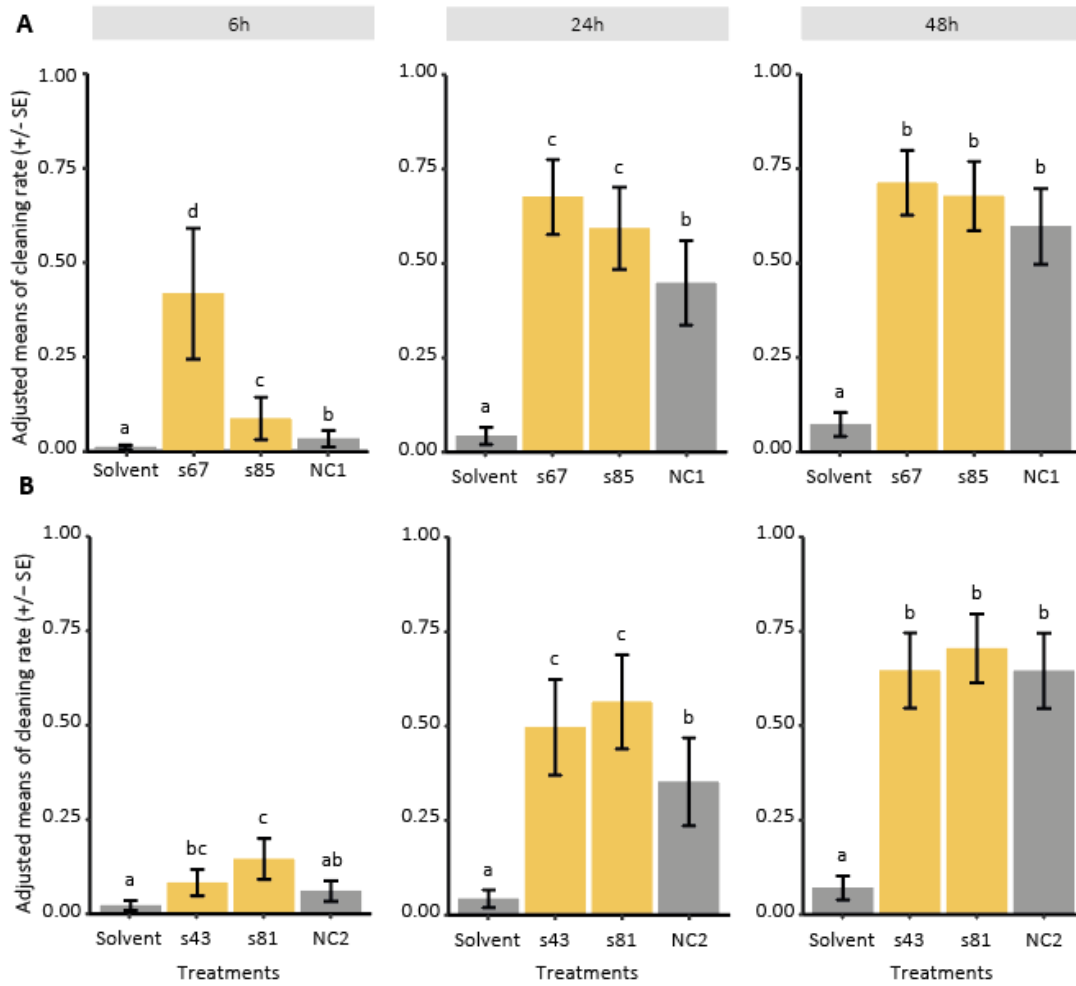 A
6h
24h
48h
Adjusted means of cleaning rate (+/- SE)
1.00
0.75
0.50
0.25
0.00
a
d
c
b
Solvent
s67
s85
NC1
1.00
0.75
0.50
0.25
0.00
a
c
c
b
Solvent
s67
s85
NC1
1.00
0.75
0.50
0.25
0.00
a
b
b
b
Solvent
s67
s85
NC1
B
Adjusted means of cleaning rate (+/− SE)
1.00
0.75
0.50
0.25
0.00
a
bc
c
ab
Solvent
s43
s81
NC2
Treatments
1.00
0.75
0.50
0.25
0.00
a
c
c
b
Solvent
s43
s81
NC2
Treatments
1.00
0.75
0.50
0.25
0.00
a
b
b
b
Solvent
s43
s81
NC2
Treatments